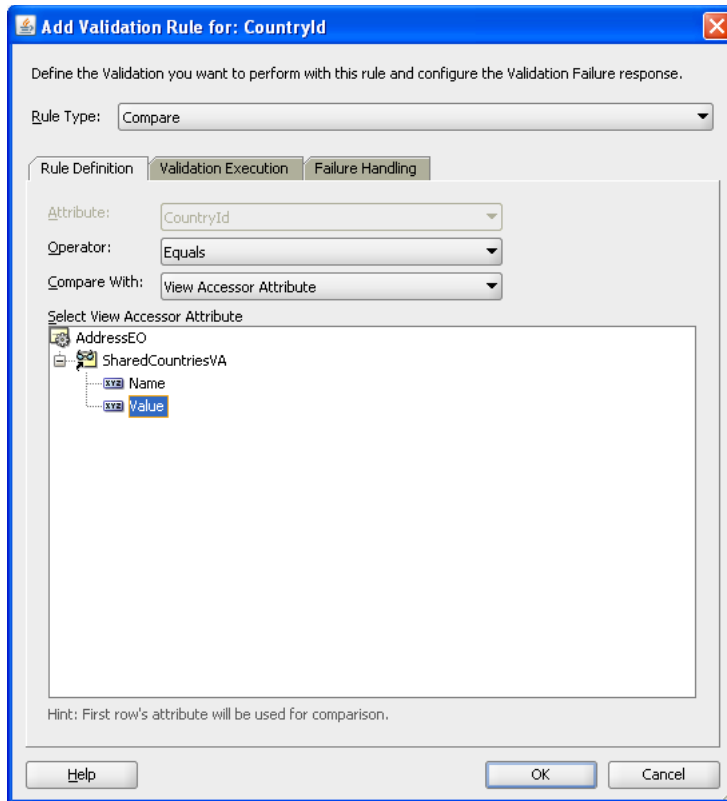 Add Validation Rule for: CountryId
Define the Validation you want to perform with this rule and configure the Validation Failure response.
Rule Type: Compare
Rule Definition Validation Execution Failure Handling
Attribute: CountryId
Operator: Equals
Compare With: View Accessor Attribute
Select View Accessor Attribute
AddressEO
SharedCountriesVA
xyz Name
xyz Value
Hint: First row's attribute will be used for comparison.
Help OK Cancel